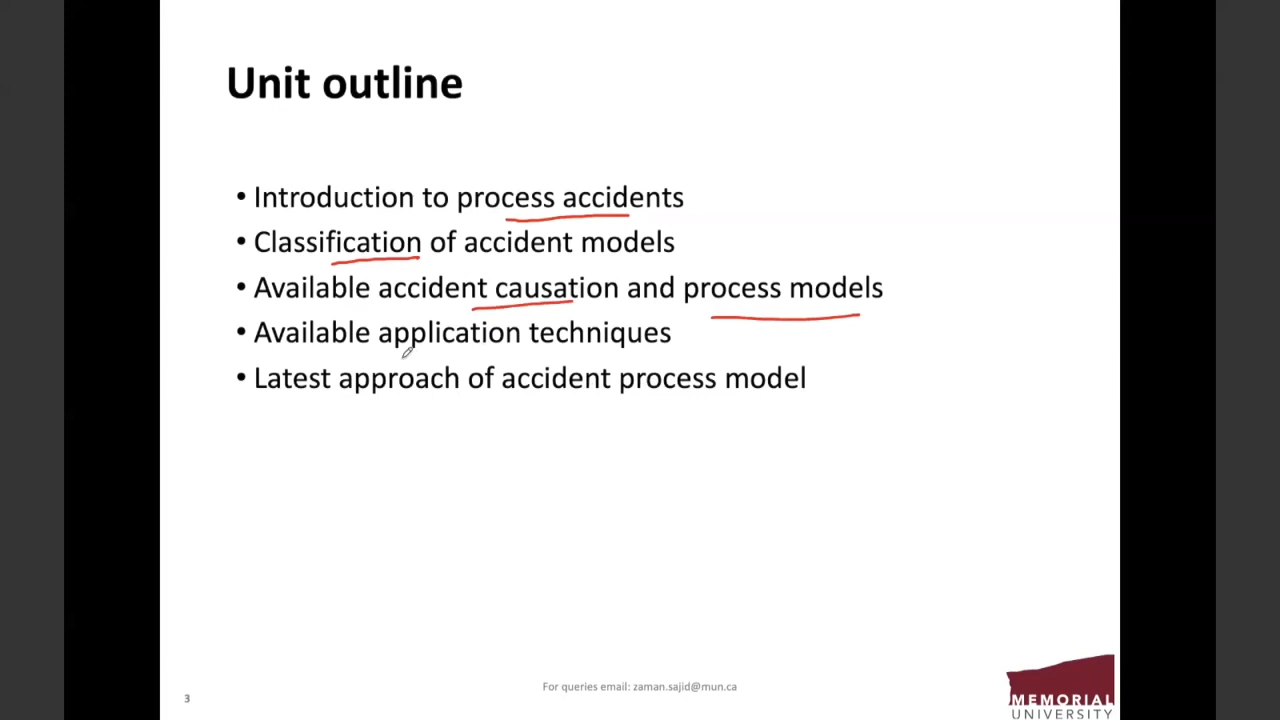 Unit outline
• Introduction to process accidents
• Classification of accident models
• Available accident causation and process models
• Available application techniques
• Latest approach of accident process model
3
For queries email: zaman.sajid@mun.ca
MEMORIAL
UNIVERSITY